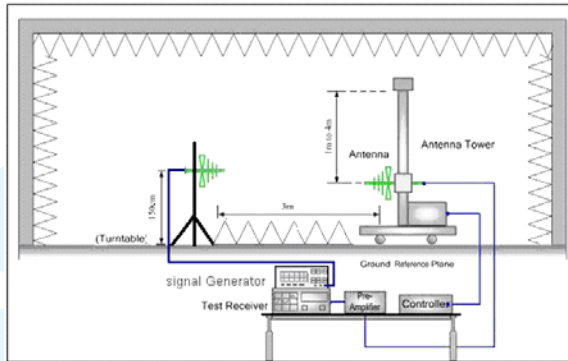 1m to 4m
Antenna Tower
Antenna
150cm
3m
(Turntable)
Ground Reference Plane
signal Generator
Test Receiver
Pre-
Amplifier
Controller